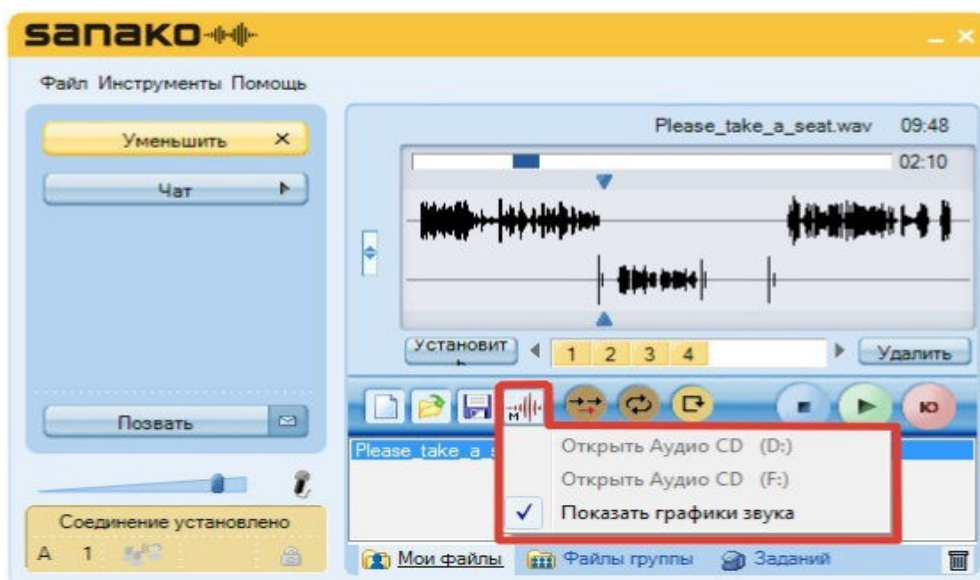 sanako
Файл Инструменты Помощь
Уменьшить
Чат
Please_take_a_seat.wav 09:48
02:10
Установит
ь
1 2 3 4
Удалить
Позвать
M
Ю
Please_take_a_s
Открыть Аудио CD (D:)
Открыть Аудио CD (F:)
Показать графики звука
Соединение установлено
A 1
Мои файлы Файлы группы Заданий